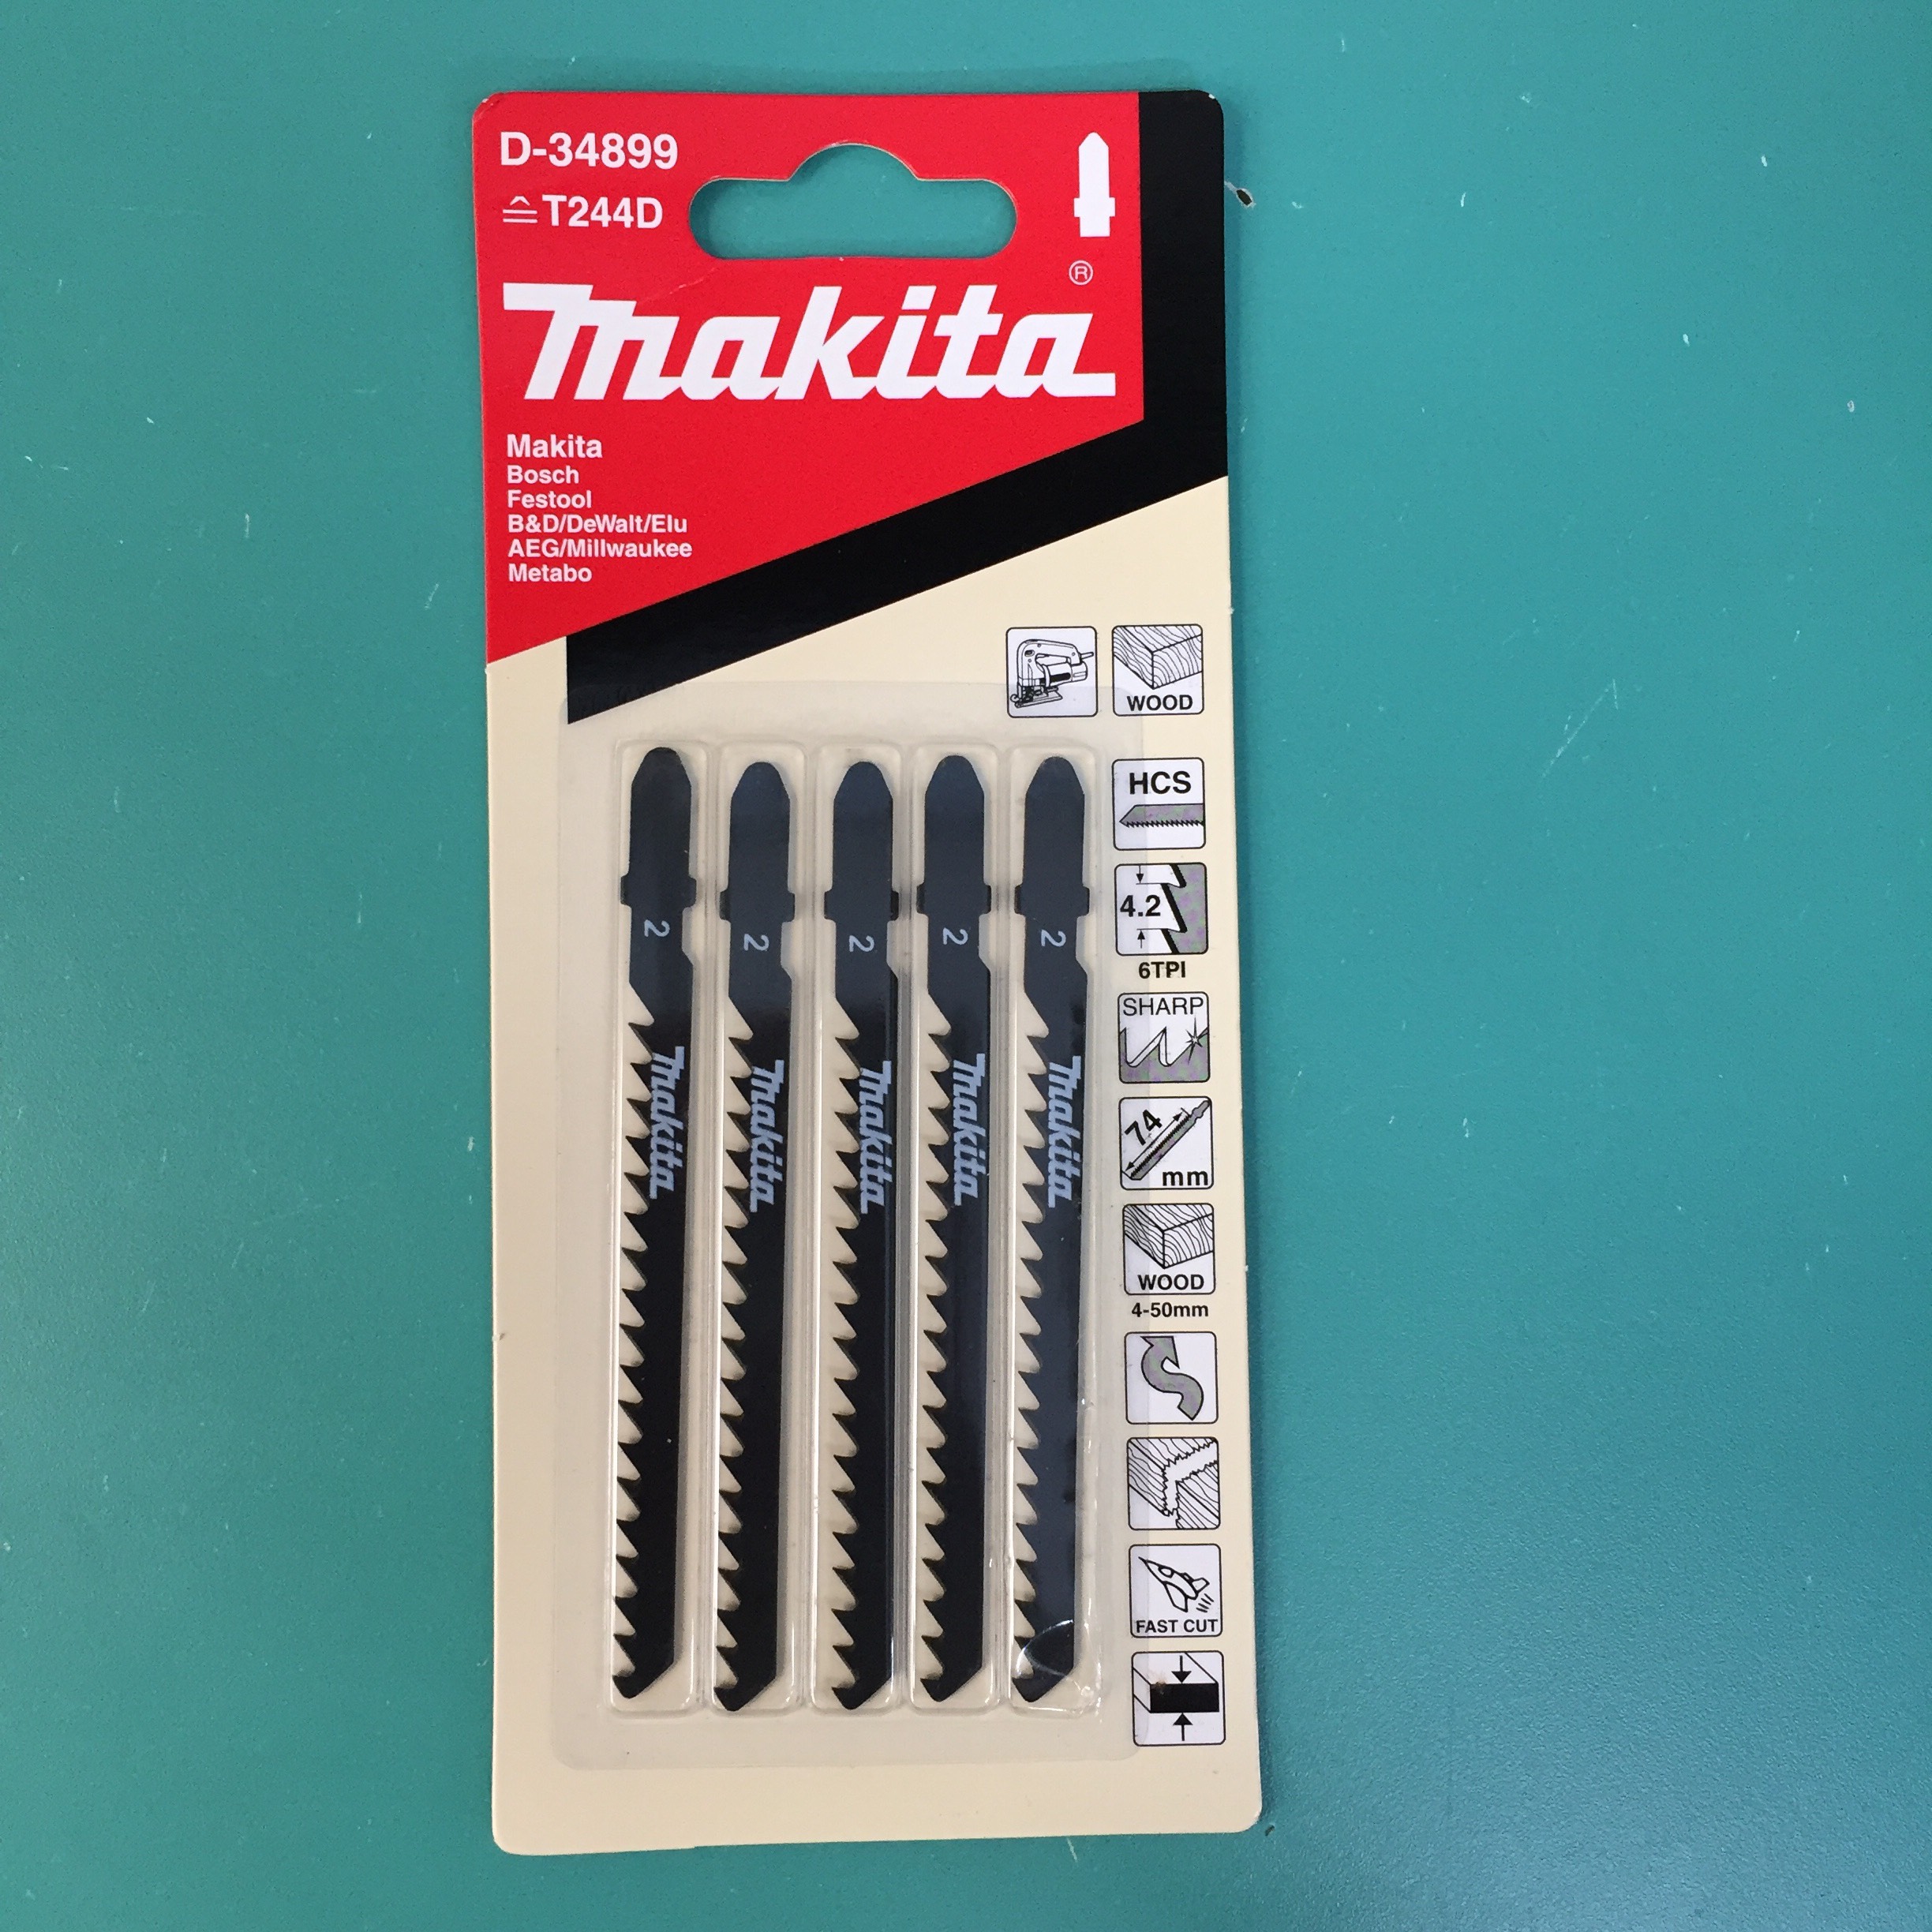 D-34899
≙ T244D
makita®
Makita
Bosch
Festool
B&D/DeWalt/Elu
AEG/Millwaukee
Metabo
WOOD
HCS
4.2
6TPI
SHARP
74
mm
WOOD
4-50mm
FAST CUT
2
2
2
2
2
makita
makita
makita
makita
makita